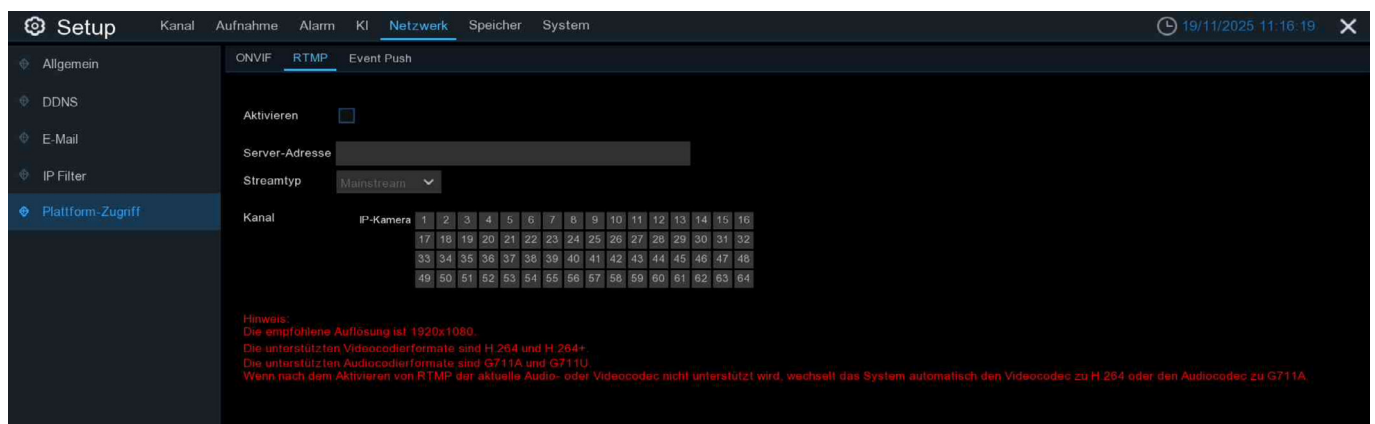 Setup Kanal Aufnahme Alarm KI Netzwerk Speicher System 19/11/2025 11:16:19
Allgemein
DDNS
E-Mail
IP Filter
Plattform-Zugriff
ONVIF RTMP Event Push
Aktivieren
Server-Adresse
Streamtyp Mainstream
Kanal IP-Kamera 1 2 3 4 5 6 7 8 9 10 11 12 13 14 15 16
17 18 19 20 21 22 23 24 25 26 27 28 29 30 31 32
33 34 35 36 37 38 39 40 41 42 43 44 45 46 47 48
49 50 51 52 53 54 55 56 57 58 59 60 61 62 63 64
Hinweis:
Die empfohlene Auflösung ist 1920x1080.
Die unterstützten Videocodierformate sind H.264 und H.264+.
Die unterstützten Audiocodierformate sind G711A und G711U.
Wenn nach dem Aktivieren von RTMP der aktuelle Audio- oder Videocodec nicht unterstützt wird, wechselt das System automatisch den Videocodec zu H.264 oder den Audiocodec zu G711A.